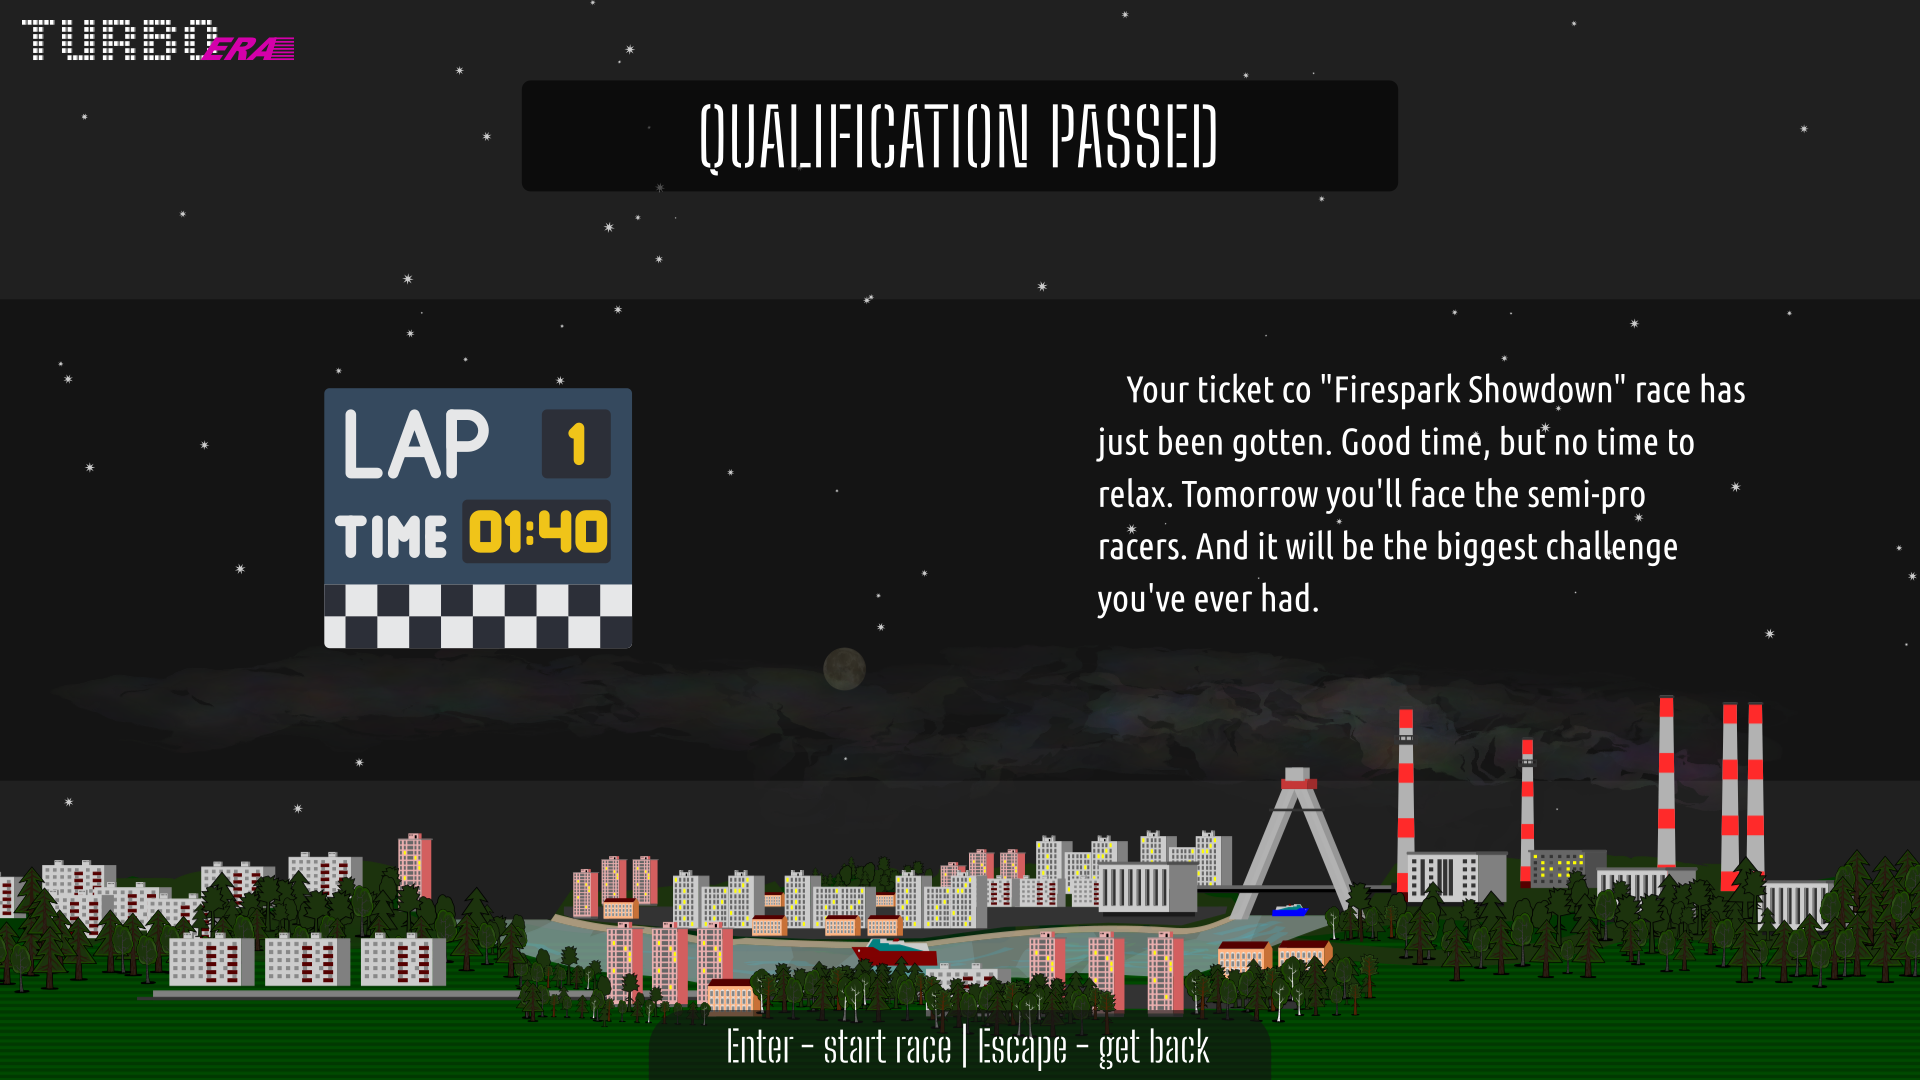 TURBO ERA
QUALIFICATION PASSED
LAP 1
TIME 01:40
Your ticket co "Firespark Showdown" race has
just been gotten. Good time, but no time to
relax. Tomorrow you'll face the semi-pro
racers. And it will be the biggest challenge
you've ever had.
Enter - start race | Escape - get back